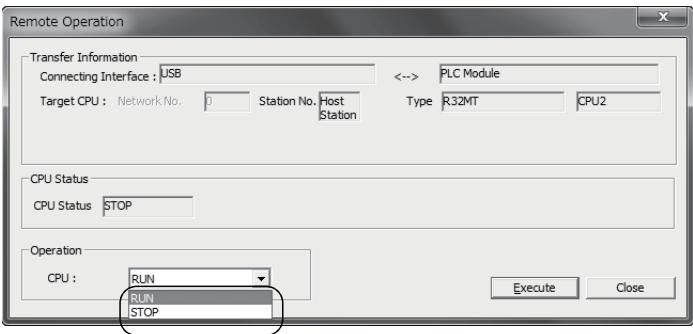 Remote Operation
x
Transfer Information
Connecting Interface : USB <--> PLC Module
Target CPU : Network No. 0 Station No. Host Station Type R32MT CPU2
CPU Status
CPU Status STOP
Operation
CPU : RUN
RUN
STOP
Execute Close